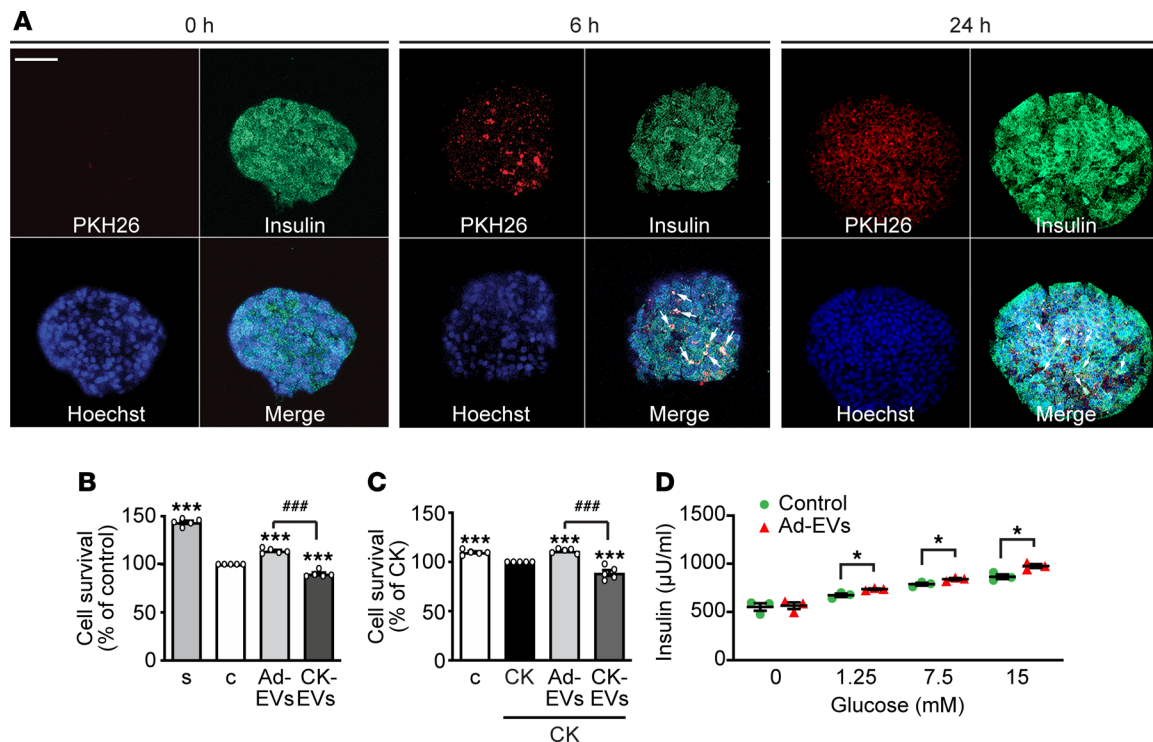 A
0 h
6 h
24 h
PKH26
Insulin
PKH26
Insulin
PKH26
Insulin
Hoechst
Merge
Hoechst
Merge
Hoechst
Merge
B
Cell survival
(% of control)
150
100
50
0
***
***
***
###
s
c
Ad-
EVs
CK-
EVs
C
Cell survival
(% of CK)
150
100
50
0
***
***
***
###
c
CK
Ad-
EVs
CK-
EVs
CK
D
Control
Ad-EVs
Insulin (µU/ml)
1500
1000
500
0
*
*
*
0
1.25
7.5
15
Glucose (mM)